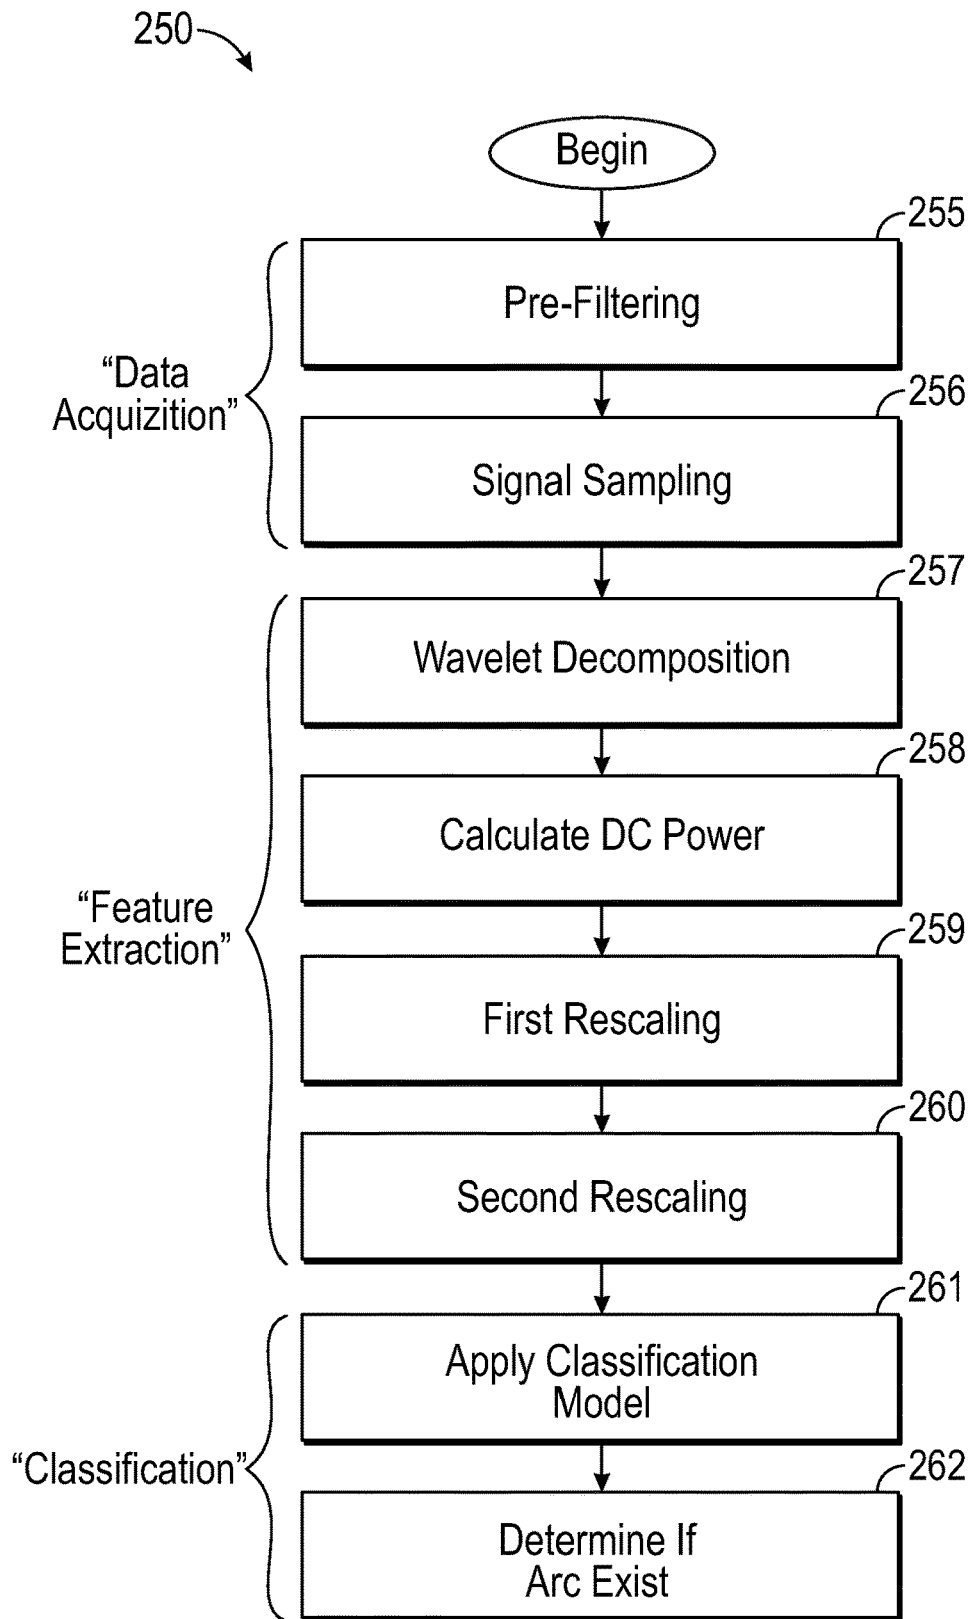 250
Begin
255
Pre-Filtering
“Data
Acquizition”
256
Signal Sampling
257
Wavelet Decomposition
258
Calculate DC Power
“Feature
Extraction”
259
First Rescaling
260
Second Rescaling
261
Apply Classification
Model
“Classification”
262
Determine If
Arc Exist